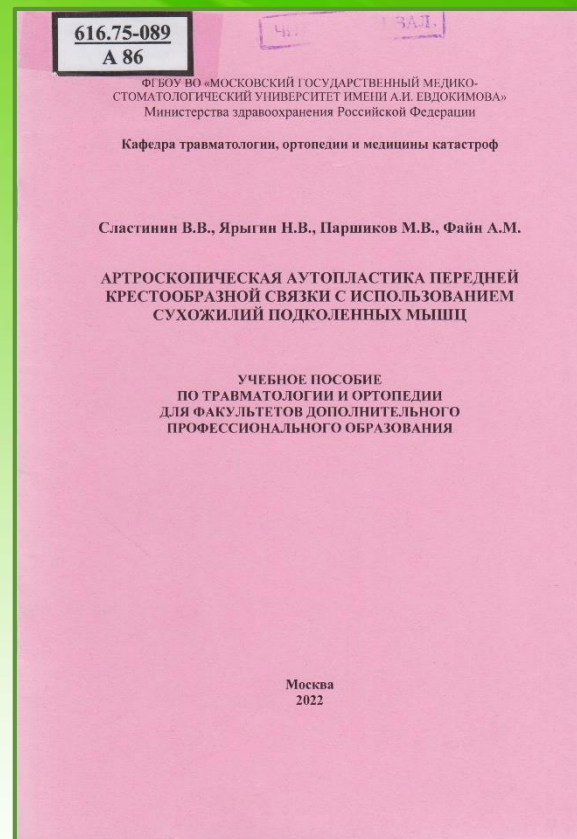 616.75-089
А 86
ФГБОУ ВО «МОСКОВСКИЙ ГОСУДАРСТВЕННЫЙ МЕДИКО-
СТОМАТОЛОГИЧЕСКИЙ УНИВЕРСИТЕТ ИМЕНИ А.И. ЕВДОКИМОВА»
Министерства здравоохранения Российской Федерации
Кафедра травматологии, ортопедии и медицины катастроф
Сластинин В.В., Ярыгин Н.В., Паршиков М.В., Файн А.М.
АРТРОСКОПИЧЕСКАЯ АУТОПЛАСТИКА ПЕРЕДНЕЙ
КРЕСТООБРАЗНОЙ СВЯЗКИ С ИСПОЛЬЗОВАНИЕМ
СУХОЖИЛИЙ ПОДКОЛЕННЫХ МЫШЦ
УЧЕБНОЕ ПОСОБИЕ
ПО ТРАВМАТОЛОГИИ И ОРТОПЕДИИ
ДЛЯ ФАКУЛЬТЕТОВ ДОПОЛНИТЕЛЬНОГО
ПРОФЕССИОНАЛЬНОГО ОБРАЗОВАНИЯ
Москва
2022